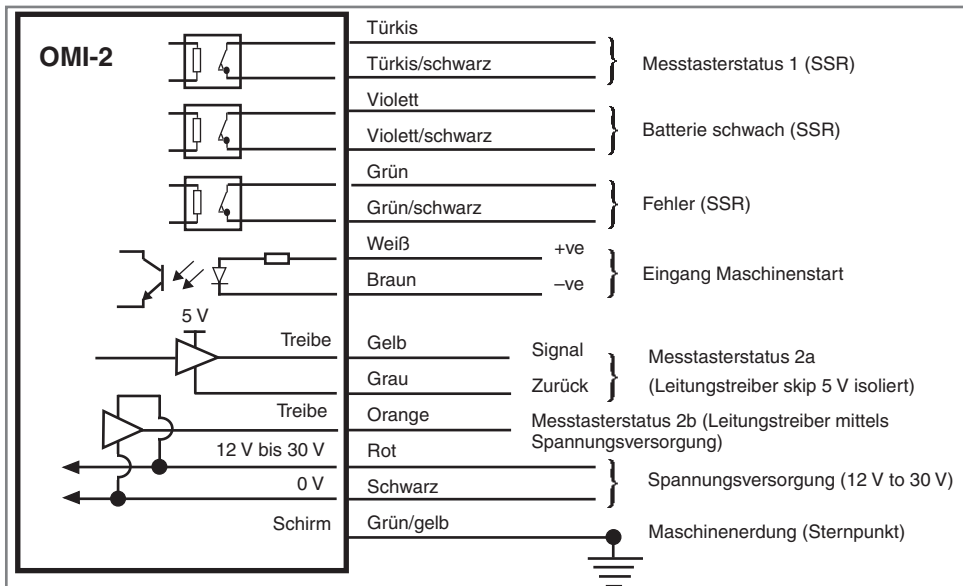 OMI-2
Türkis
Türkis/schwarz
Messtasterstatus 1 (SSR)
Violett
Violett/schwarz
Batterie schwach (SSR)
Grün
Grün/schwarz
Fehler (SSR)
Weiß
+ve
Braun
–ve
Eingang Maschinenstart
5 V
Treibe
Gelb
Signal
Grau
Zurück
Messtasterstatus 2a
(Leitungstreiber skip 5 V isoliert)
Treibe
Orange
Messtasterstatus 2b (Leitungstreiber mittels
Spannungsversorgung)
12 V bis 30 V
Rot
0 V
Schwarz
Spannungsversorgung (12 V to 30 V)
Schirm
Grün/gelb
Maschinenerdung (Sternpunkt)